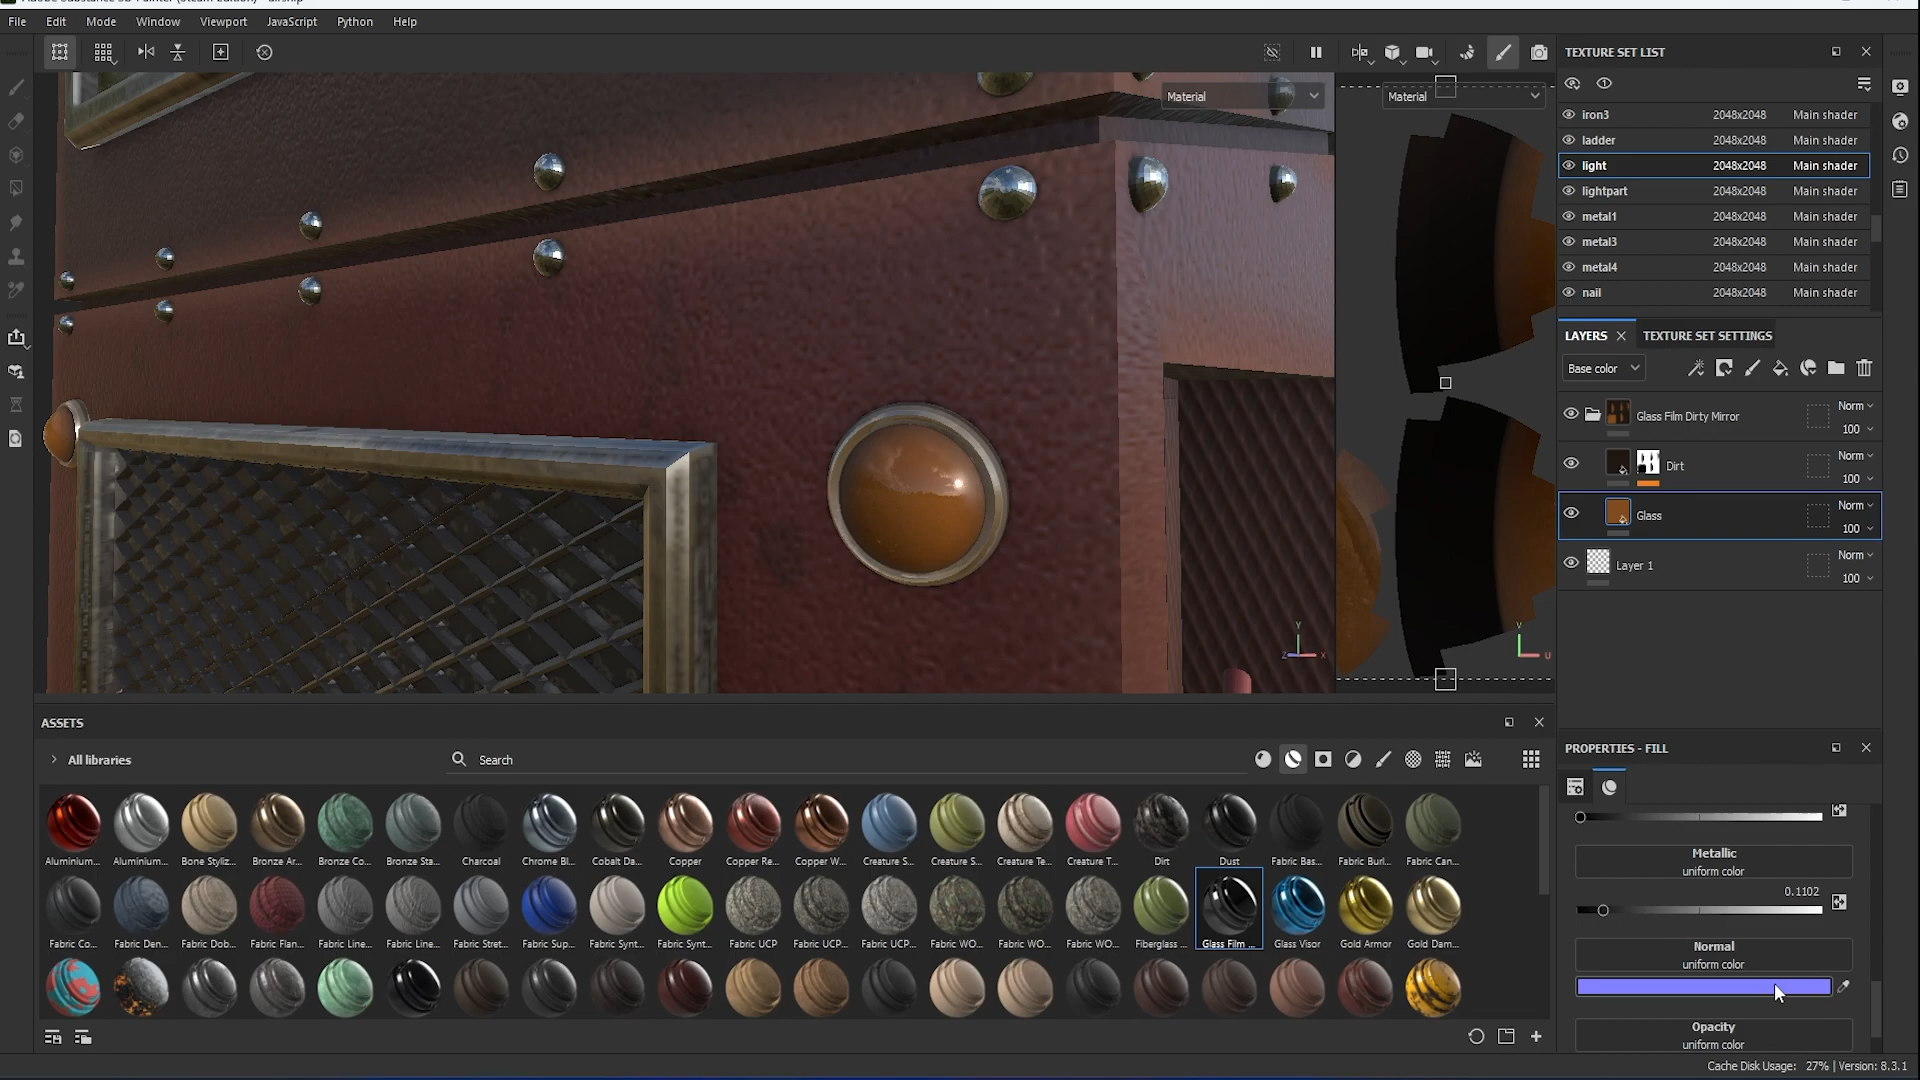 File Edit Mode Window Viewport JavaScript Python Help
Material
Material
TEXTURE SET LIST
iron3 2048x2048 Main shader
ladder 2048x2048 Main shader
light 2048x2048 Main shader
lightpart 2048x2048 Main shader
metal1 2048x2048 Main shader
metal3 2048x2048 Main shader
metal4 2048x2048 Main shader
nail 2048x2048 Main shader
LAYERS TEXTURE SET SETTINGS
Base color
Glass Film Dirty Mirror Norm
100
Dirt Norm
100
Glass Norm
100
Layer 1 Norm
100
Y
Z X
V
U
ASSETS
All libraries Search
Aluminium... Aluminium... Bone Styliz... Bronze Ar... Bronze Co... Bronze Sta... Charcoal Chrome Bl... Cobalt Da... Copper Copper Re... Copper W... Creature S... Creature S... Creature Te... Creature T... Dirt Dust Fabric Bas... Fabric Burl... Fabric Can...
Fabric Co... Fabric Den... Fabric Dob... Fabric Flan... Fabric Line... Fabric Line... Fabric Stret... Fabric Sup... Fabric Synt... Fabric Synt... Fabric UCP Fabric UCP... Fabric UCP... Fabric WO... Fabric WO... Fabric WO... Fiberglass ... Glass Film ... Glass Visor Gold Armor Gold Dam...
PROPERTIES - FILL
Metallic
uniform color
0.1102
Normal
uniform color
Opacity
uniform color
Cache Disk Usage: 27% | Version: 8.3.1